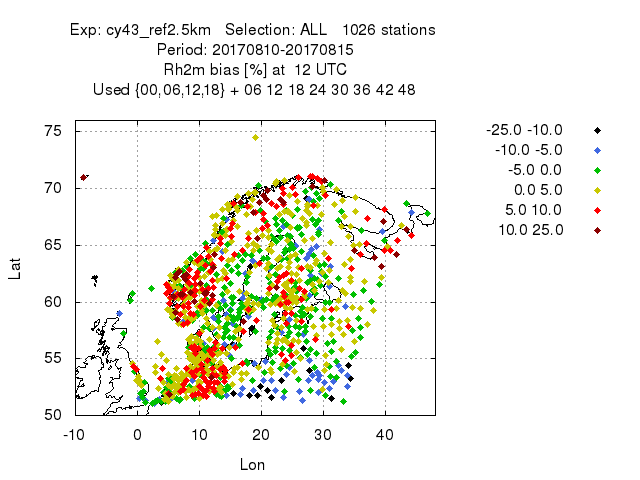 Exp: cy43_ref2.5km   Selection: ALL   1026 stations
Period: 20170810-20170815
Rh2m bias [%] at  12 UTC
Used {00,06,12,18} + 06 12 18 24 30 36 42 48
75
70
65
60
55
50
-10 0 10 20 30 40
Lat
Lon
-25.0 -10.0
-10.0 -5.0
-5.0 0.0
0.0 5.0
5.0 10.0
10.0 25.0